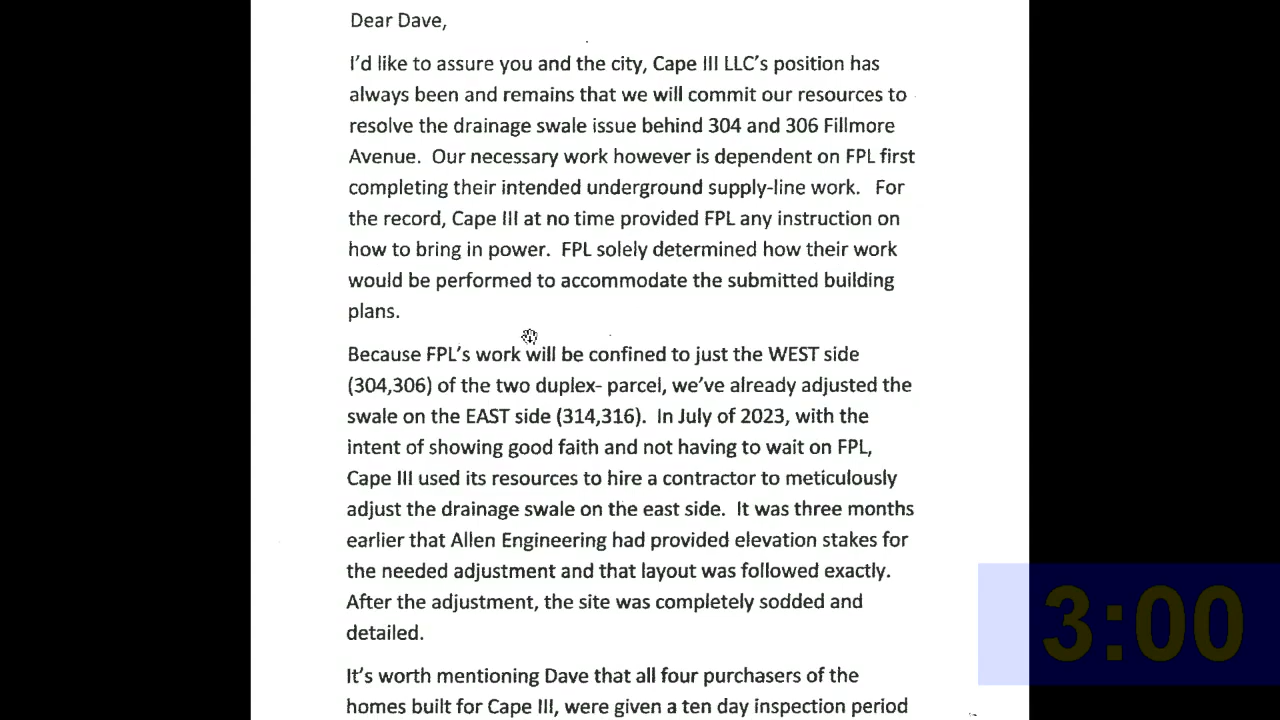 Dear Dave,
I'd like to assure you and the city, Cape III LLC's position has
always been and remains that we will commit our resources to
resolve the drainage swale issue behind 304 and 306 Fillmore
Avenue. Our necessary work however is dependent on FPL first
completing their intended underground supply-line work. For
the record, Cape III at no time provided FPL any instruction on
how to bring in power. FPL solely determined how their work
would be performed to accommodate the submitted building
plans.
Because FPL's work will be confined to just the WEST side
(304,306) of the two duplex- parcel, we've already adjusted the
swale on the EAST side (314,316). In July of 2023, with the
intent of showing good faith and not having to wait on FPL,
Cape III used its resources to hire a contractor to meticulously
adjust the drainage swale on the east side. It was three months
earlier that Allen Engineering had provided elevation stakes for
the needed adjustment and that layout was followed exactly.
After the adjustment, the site was completely sodded and
detailed.
It's worth mentioning Dave that all four purchasers of the
homes built for Cape III, were given a ten day inspection period
3:00